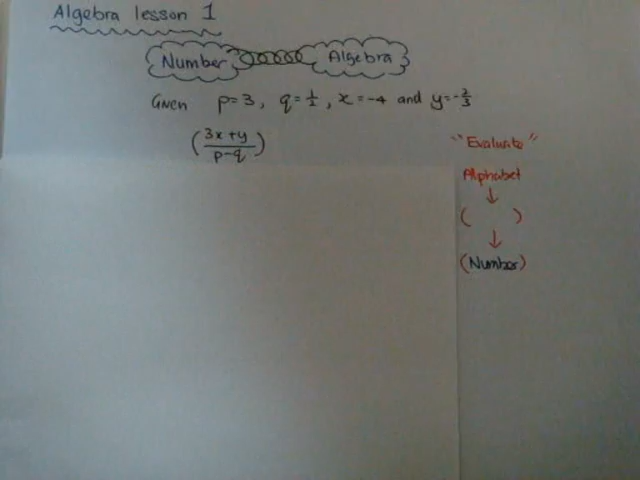 Algebra lesson 1
Number Algebra
Given p=3, q=1/2, x=-4 and y=-2/3
(3x+y/p-q)
"Evaluate"
Alphabet
↓
( )
↓
(Number)